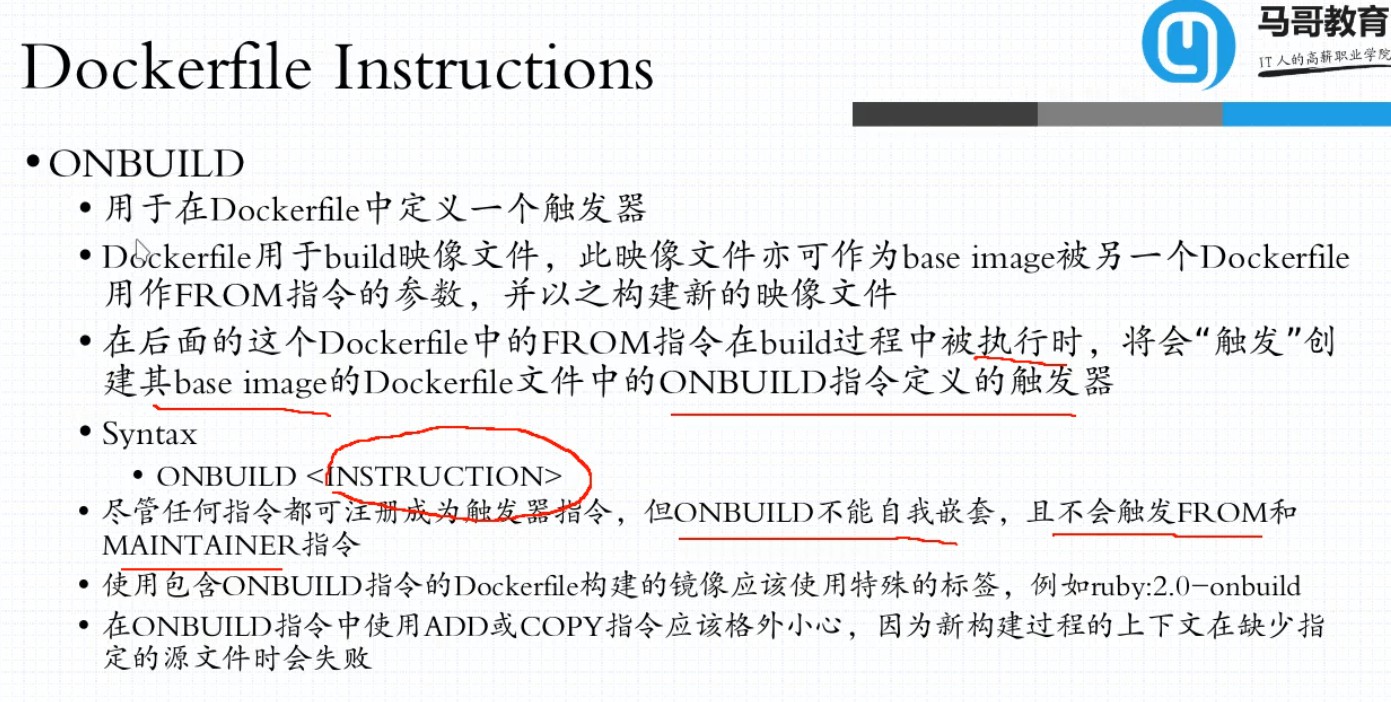 马哥教育
IT人的高薪职业学院
Dockerfile Instructions
•ONBUILD
• 用于在Dockerfile中定义一个触发器
• Dockerfile用于build映像文件，此映像文件亦可作为base image被另一个Dockerfile
用作FROM指令的参数，并以之构建新的映像文件
• 在后面的这个Dockerfile中的FROM指令在build过程中被执行时，将会“触发”创
建其base image的Dockerfile文件中的ONBUILD指令定义的触发器
• Syntax
• ONBUILD <INSTRUCTION>
• 尽管任何指令都可注册成为触发器指令，但ONBUILD不能自我嵌套，且不会触发FROM和
MAINTAINER指令
• 使用包含ONBUILD指令的Dockerfile构建的镜像应该使用特殊的标签，例如ruby:2.0-onbuild
• 在ONBUILD指令中使用ADD或COPY指令应该格外小心，因为新构建过程的上下文在缺少指
定的源文件时会失败